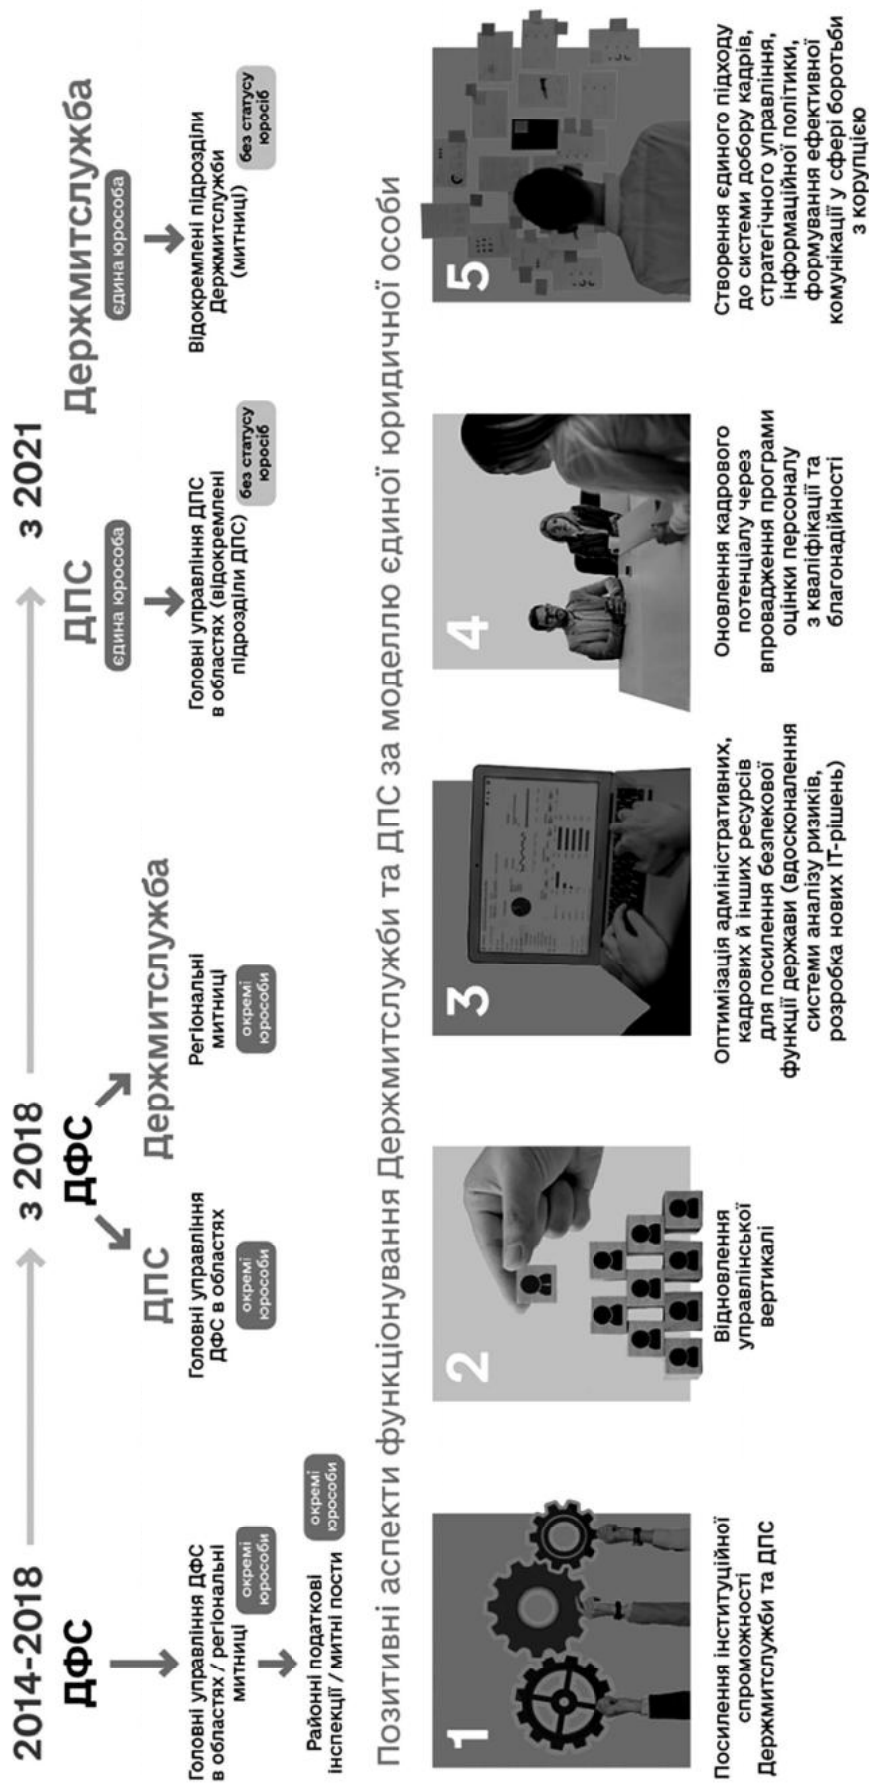 2014-2018
ДФС
Головні управління ДФС
в областях / регіональні
митниці
окремі
юрособи
Районні податкові
інспекції / митні пости
окремі
юрособи
з 2018
ДФС
ДПС
Головні управління
ДФС в областях
окремі
юрособи
Держмитслужба
Регіональні
митниці
окремі
юрособи
з 2021
ДПС
єдина юрособа
Головні управління ДПС
в областях (відокремлені
підрозділи ДПС)
без статусу
юросіб
Держмитслужба
єдина юрособа
Відокремлені підрозділи
Держмитслужби
(митниці)
без статусу
юросіб
Позитивні аспекти функціонування Держмитслужби та ДПС за моделлю єдиної юридичної особи
1
Посилення інституційної
спроможності
Держмитслужби та ДПС
2
Відновлення
управлінської
вертикалі
3
Оптимізація адміністративних,
кадрових й інших ресурсів
для посилення безпекової
функції держави (вдосконалення
системи аналізу ризиків,
розробка нових ІТ-рішень)
4
Оновлення кадрового
потенціалу через
впровадження програми
оцінки персоналу
з кваліфікації та
благонадійності
5
Створення єдиного підходу
до системи добору кадрів,
стратегічного управління,
інформаційної політики,
формування ефективної
комунікації у сфері боротьби
з корупцією